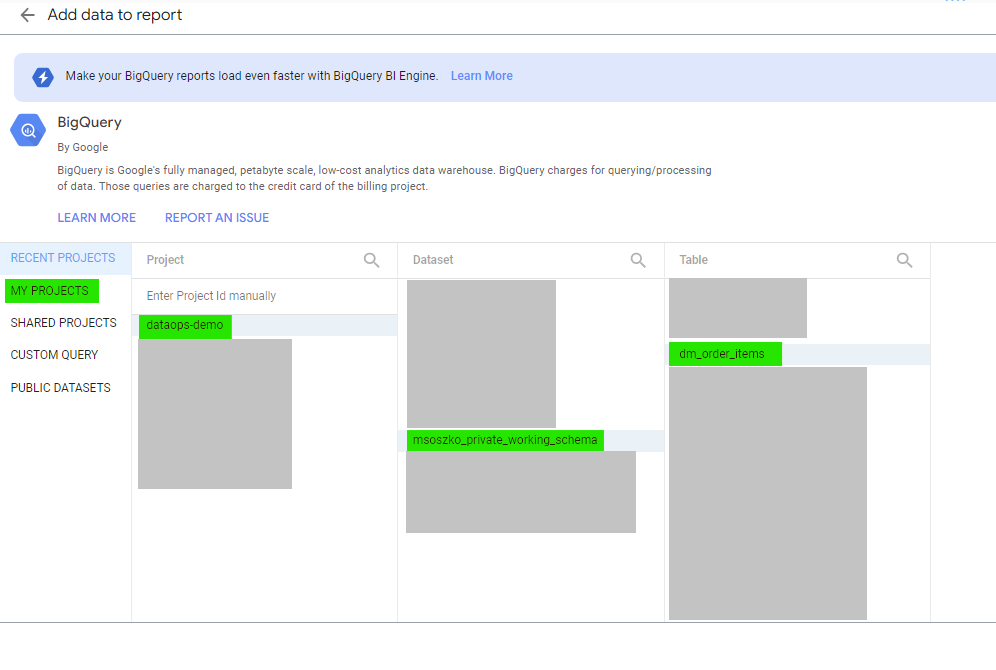 Add data to report
Make your BigQuery reports load even faster with BigQuery BI Engine. Learn More
BigQuery
By Google
BigQuery is Google's fully managed, petabyte scale, low-cost analytics data warehouse. BigQuery charges for querying/processing
of data. Those queries are charged to the credit card of the billing project.
LEARN MORE REPORT AN ISSUE
RECENT PROJECTS
MY PROJECTS
SHARED PROJECTS
CUSTOM QUERY
PUBLIC DATASETS
Project
Enter Project Id manually
dataops-demo
Dataset
msoszko_private_working_schema
Table
dm_order_items